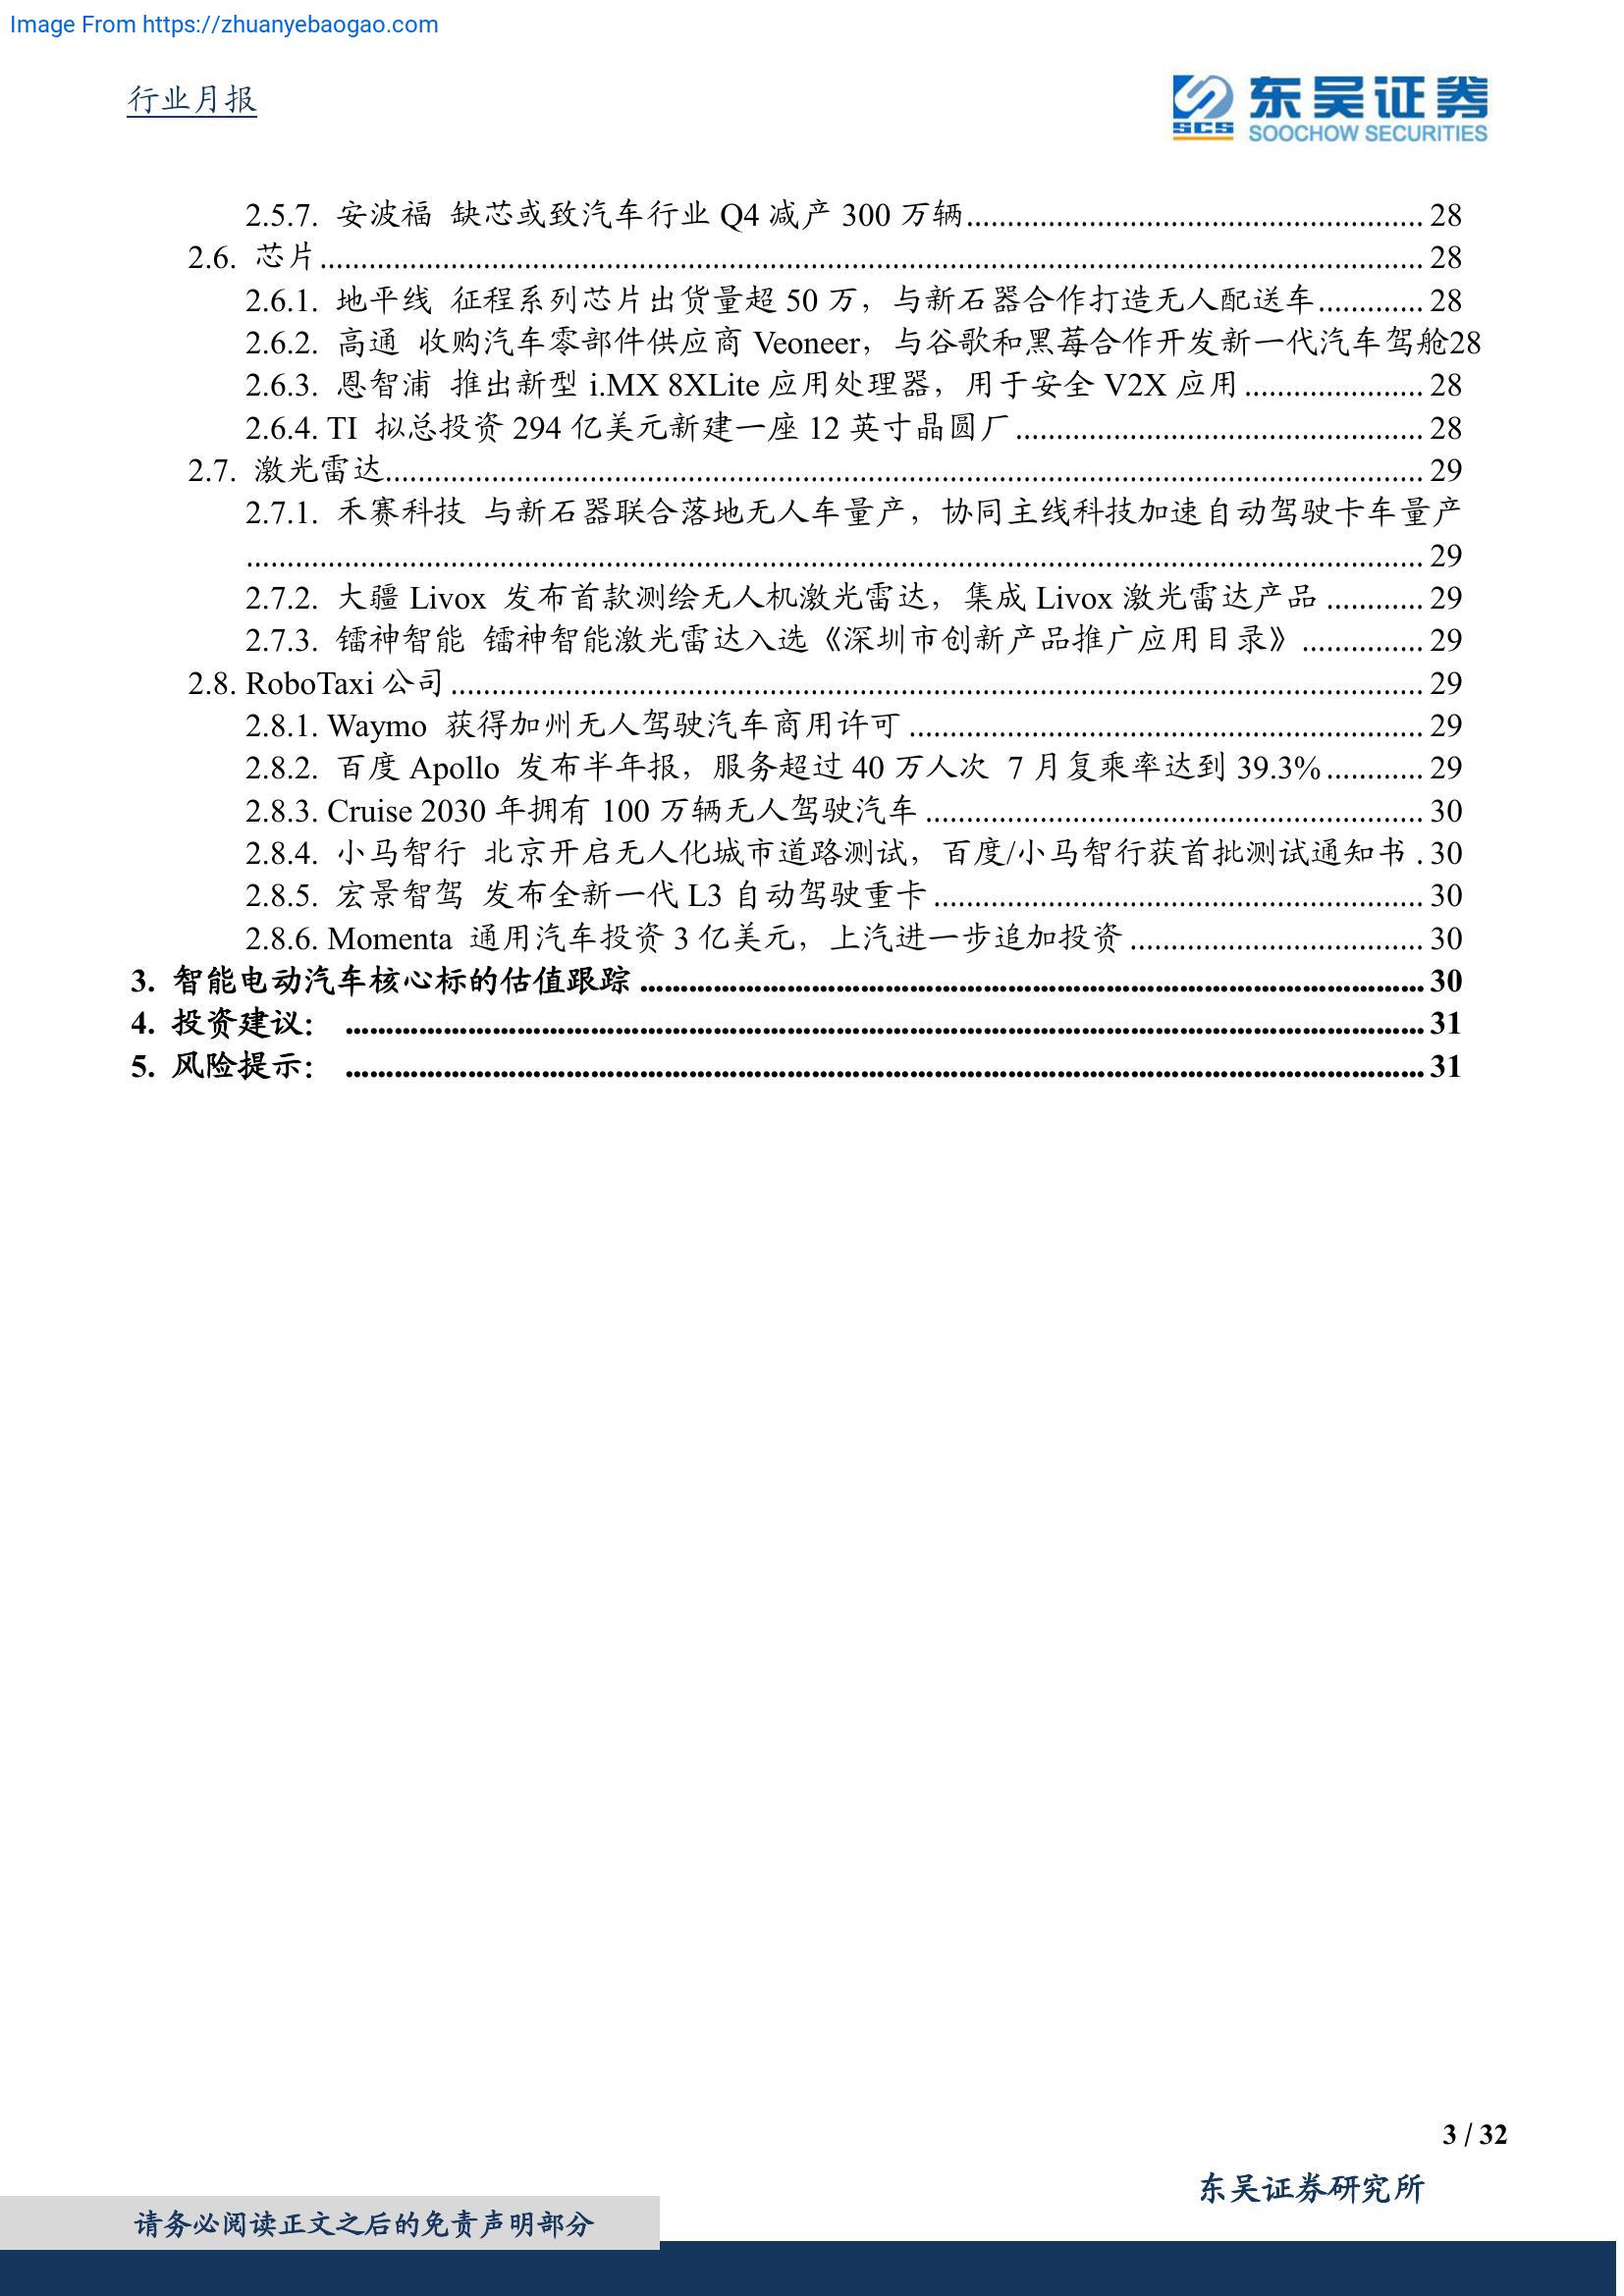 Image From https://zhuanyebaogao.com
行业月报
东吴证券
SCS
SOOCHOW SECURITIES
2.5.7. 安波福 缺芯或致汽车行业 Q4 减产 300 万辆........................................................ 28
2.6. 芯片........................................................................................................................................ 28
2.6.1. 地平线 征程系列芯片出货量超 50 万，与新石器合作打造无人配送车............. 28
2.6.2. 高通 收购汽车零部件供应商 Veoneer，与谷歌和黑莓合作开发新一代汽车驾舱28
2.6.3. 恩智浦 推出新型 i.MX 8XLite 应用处理器，用于安全 V2X 应用...................... 28
2.6.4. TI 拟总投资 294 亿美元新建一座 12 英寸晶圆厂.................................................. 28
2.7. 激光雷达................................................................................................................................ 29
2.7.1. 禾赛科技 与新石器联合落地无人车量产，协同主线科技加速自动驾驶卡车量产
................................................................................................................................................. 29
2.7.2. 大疆 Livox 发布首款测绘无人机激光雷达，集成 Livox 激光雷达产品............ 29
2.7.3. 镭神智能 镭神智能激光雷达入选《深圳市创新产品推广应用目录》............... 29
2.8. RoboTaxi 公司........................................................................................................................ 29
2.8.1. Waymo 获得加州无人驾驶汽车商用许可............................................................... 29
2.8.2. 百度 Apollo 发布半年报，服务超过 40 万人次 7 月复乘率达到 39.3%............ 29
2.8.3. Cruise 2030 年拥有 100 万辆无人驾驶汽车............................................................. 30
2.8.4. 小马智行 北京开启无人化城市道路测试，百度/小马智行获首批测试通知书 . 30
2.8.5. 宏景智驾 发布全新一代 L3 自动驾驶重卡............................................................ 30
2.8.6. Momenta 通用汽车投资 3 亿美元，上汽进一步追加投资.................................... 30
3. 智能电动汽车核心标的估值跟踪................................................................................................ 30
4. 投资建议： .................................................................................................................................... 31
5. 风险提示： .................................................................................................................................... 31
3 / 32
东吴证券研究所
请务必阅读正文之后的免责声明部分